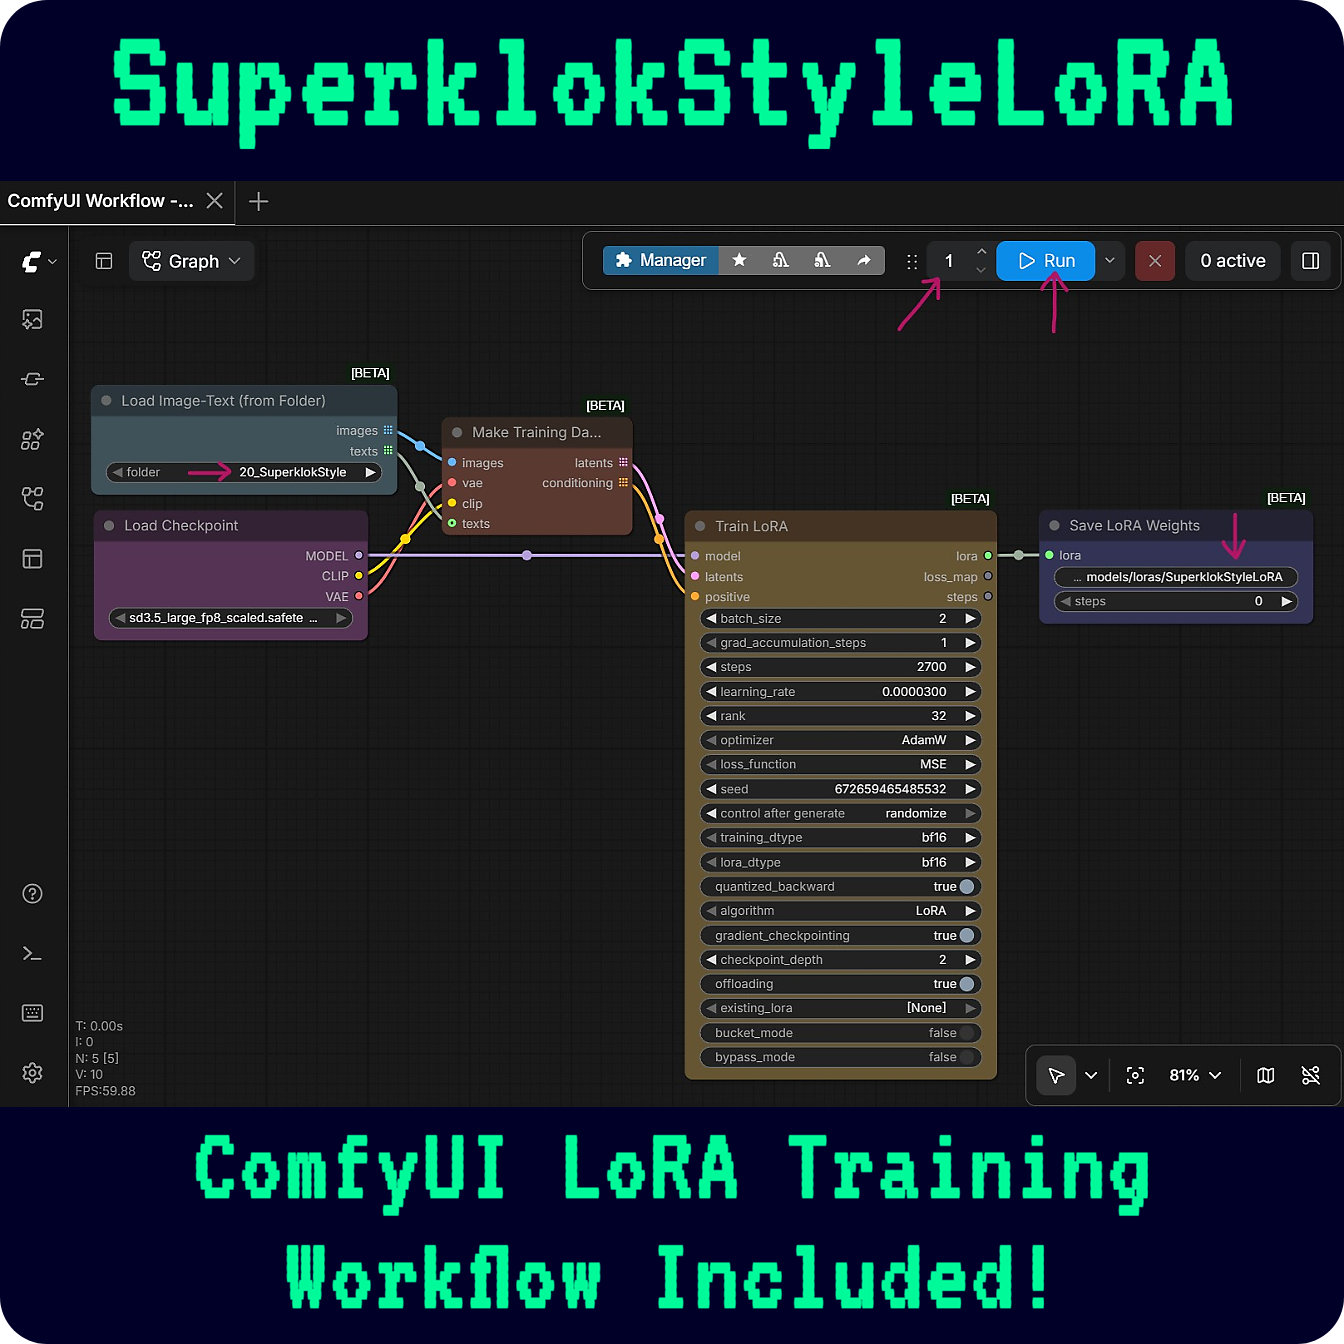 SuperklokStyleLoRA
ComfyUI Workflow -...
Graph
Manager
1
Run
0 active
[BETA]
Load Image-Text (from Folder)
images
texts
folder 20_SuperklokStyle
[BETA]
Make Training Da...
images latents
vae conditioning
clip
texts
Load Checkpoint
MODEL
CLIP
VAE
sd3.5_large_fp8_scaled.safete ...
[BETA]
Train LoRA
model lora
latents loss_map
positive steps
batch_size 2
grad_accumulation_steps 1
steps 2700
learning_rate 0.0000300
rank 32
optimizer AdamW
loss_function MSE
seed 672659465485532
control after generate randomize
training_dtype bf16
lora_dtype bf16
quantized_backward true
algorithm LoRA
gradient_checkpointing true
checkpoint_depth 2
offloading true
existing_lora [None]
bucket_mode false
bypass_mode false
[BETA]
Save LoRA Weights
lora
... models/loras/SuperklokStyleLoRA
steps 0
T: 0.00s
I: 0
N: 5 [5]
V: 10
FPS:59.88
81%
ComfyUI LoRA Training
Workflow Included!